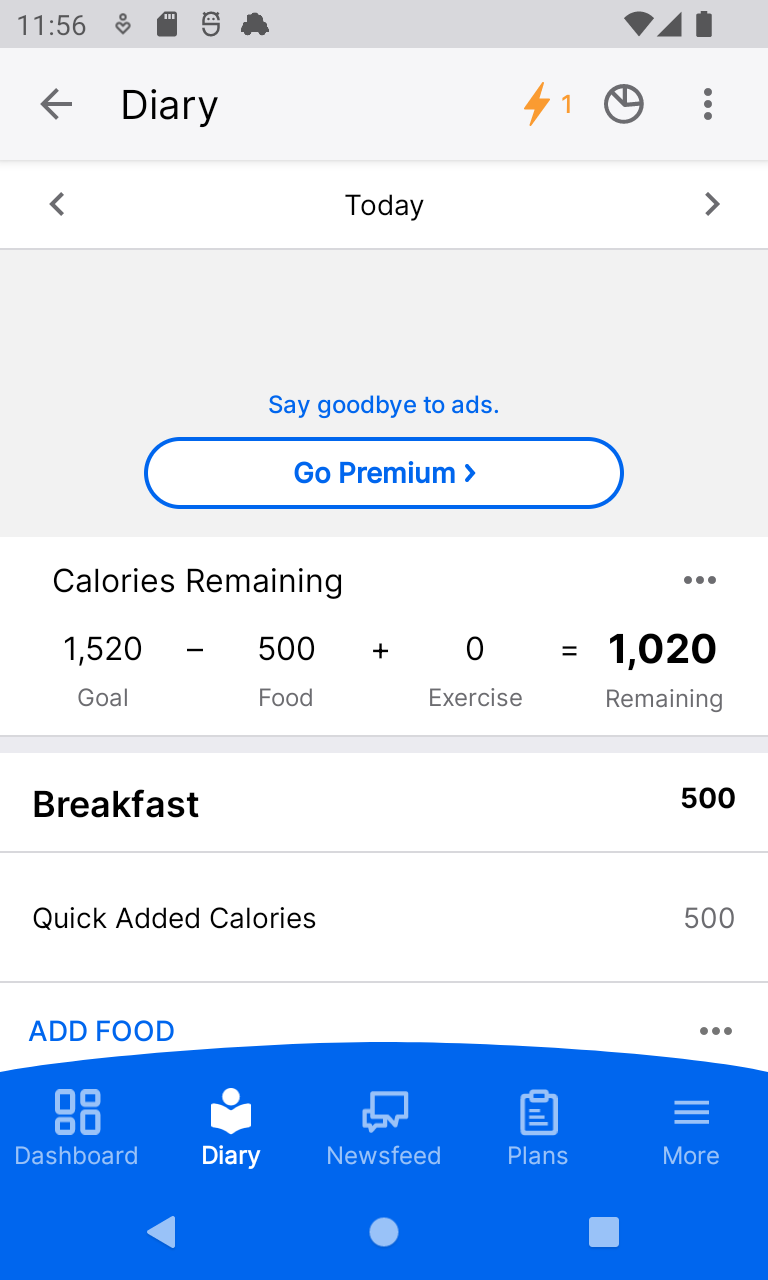 11:56
Diary
1
Today
Say goodbye to ads.
Go Premium >
Calories Remaining
1,520 – 500 + 0 = 1,020
Goal Food Exercise Remaining
Breakfast 500
Quick Added Calories 500
ADD FOOD
Dashboard Diary Newsfeed Plans More